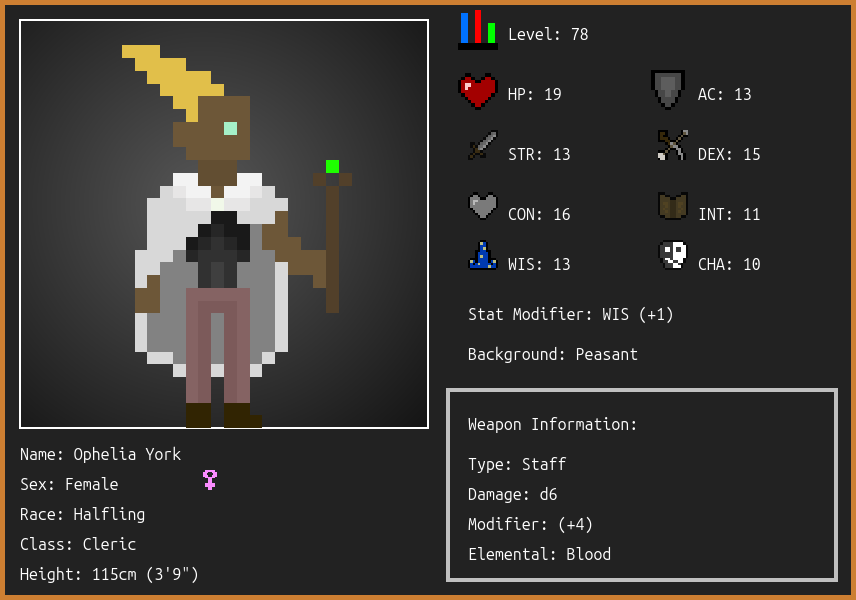 Level: 78
HP: 19
AC: 13
STR: 13
DEX: 15
CON: 16
INT: 11
WIS: 13
CHA: 10
Stat Modifier: WIS (+1)
Background: Peasant
Weapon Information:
Type: Staff
Damage: d6
Modifier: (+4)
Elemental: Blood
Name: Ophelia York
Sex: Female
Race: Halfling
Class: Cleric
Height: 115cm (3'9")